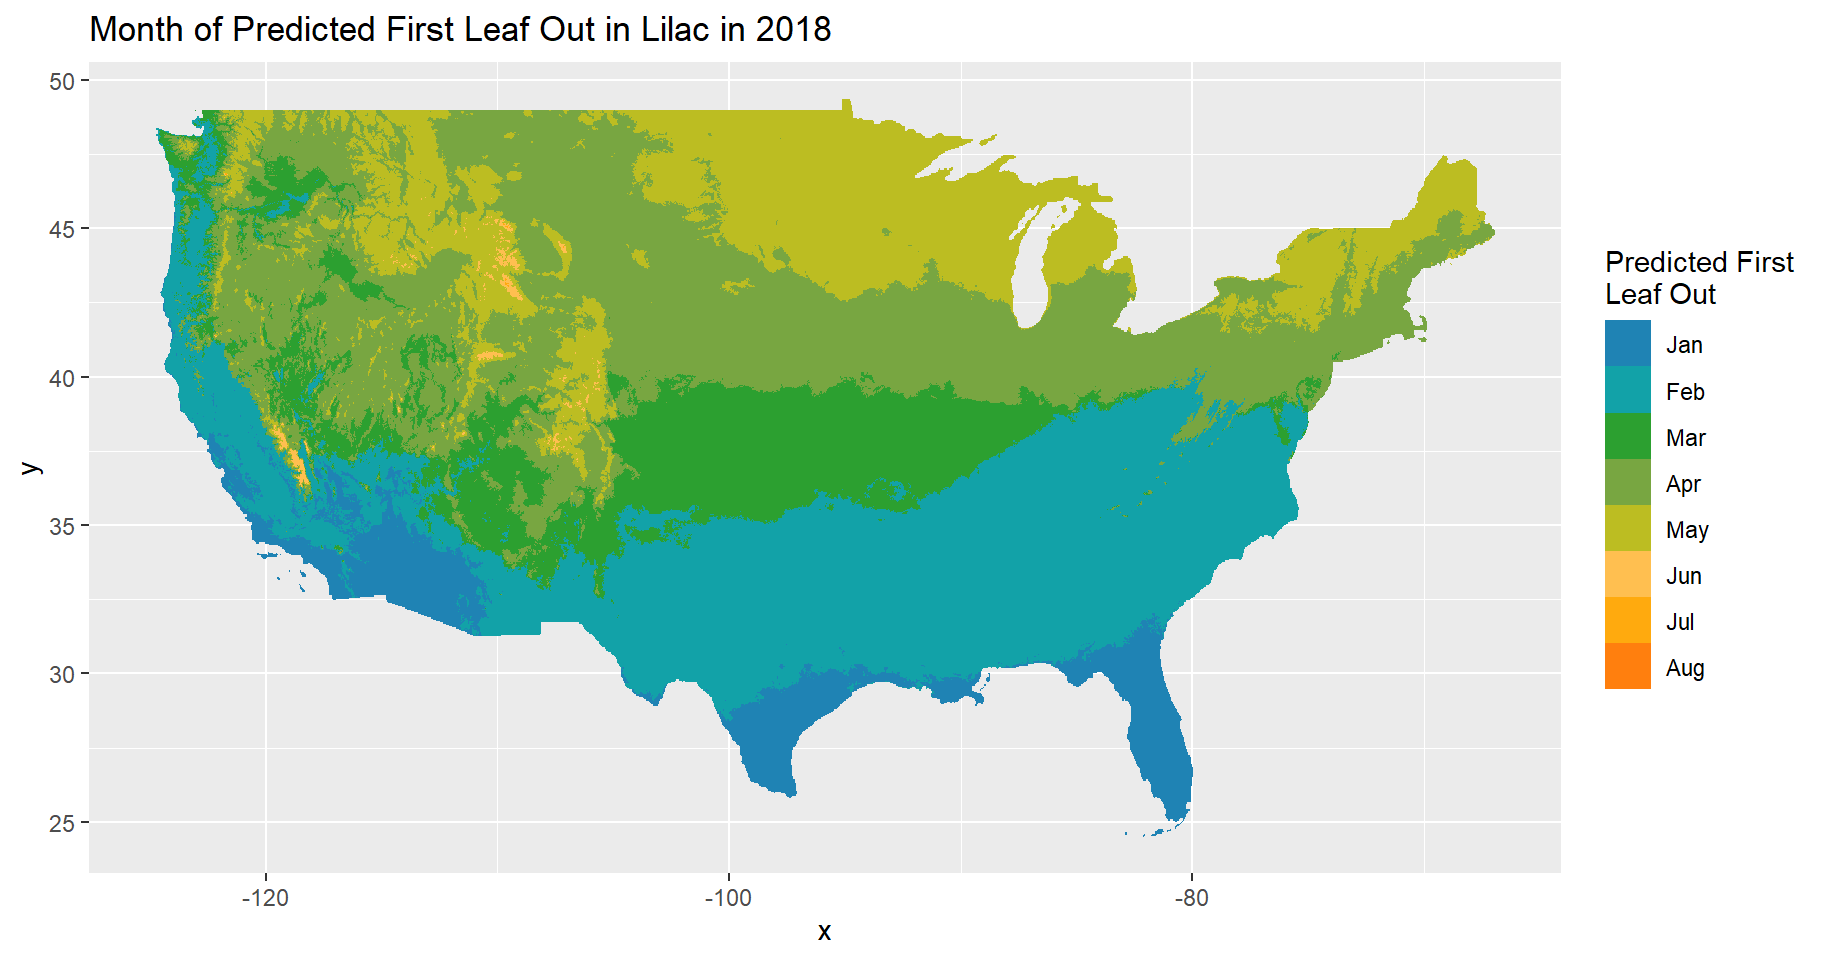 Month of Predicted First Leaf Out in Lilac in 2018
50
45
40
35
30
25
y
-120
-100
-80
x
Predicted First
Leaf Out
Jan
Feb
Mar
Apr
May
Jun
Jul
Aug